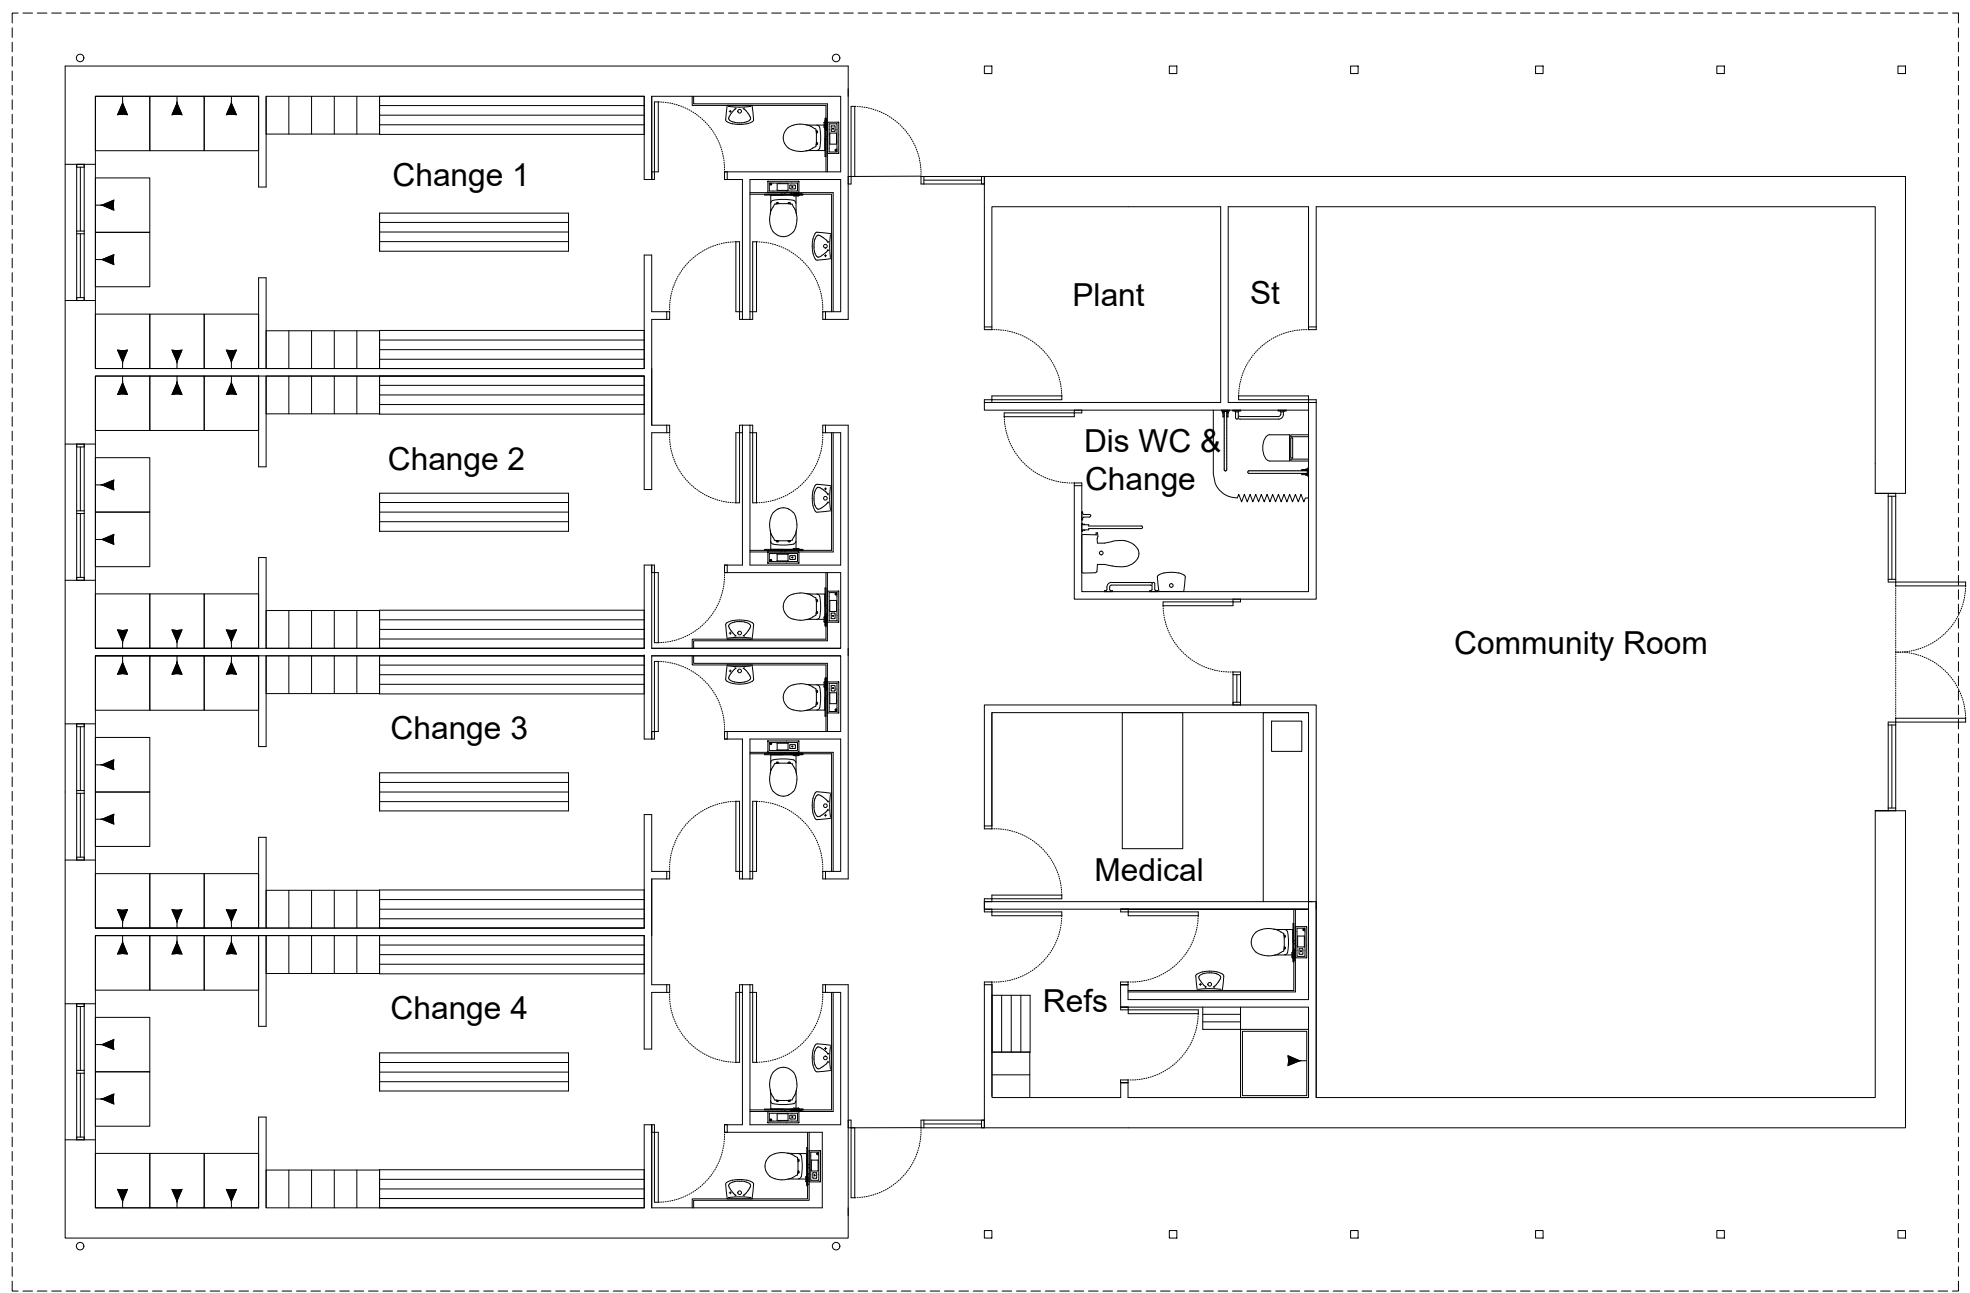 Change 1
Plant
St
Dis WC &
Change
Change 2
Community Room
Change 3
Medical
Change 4
Refs